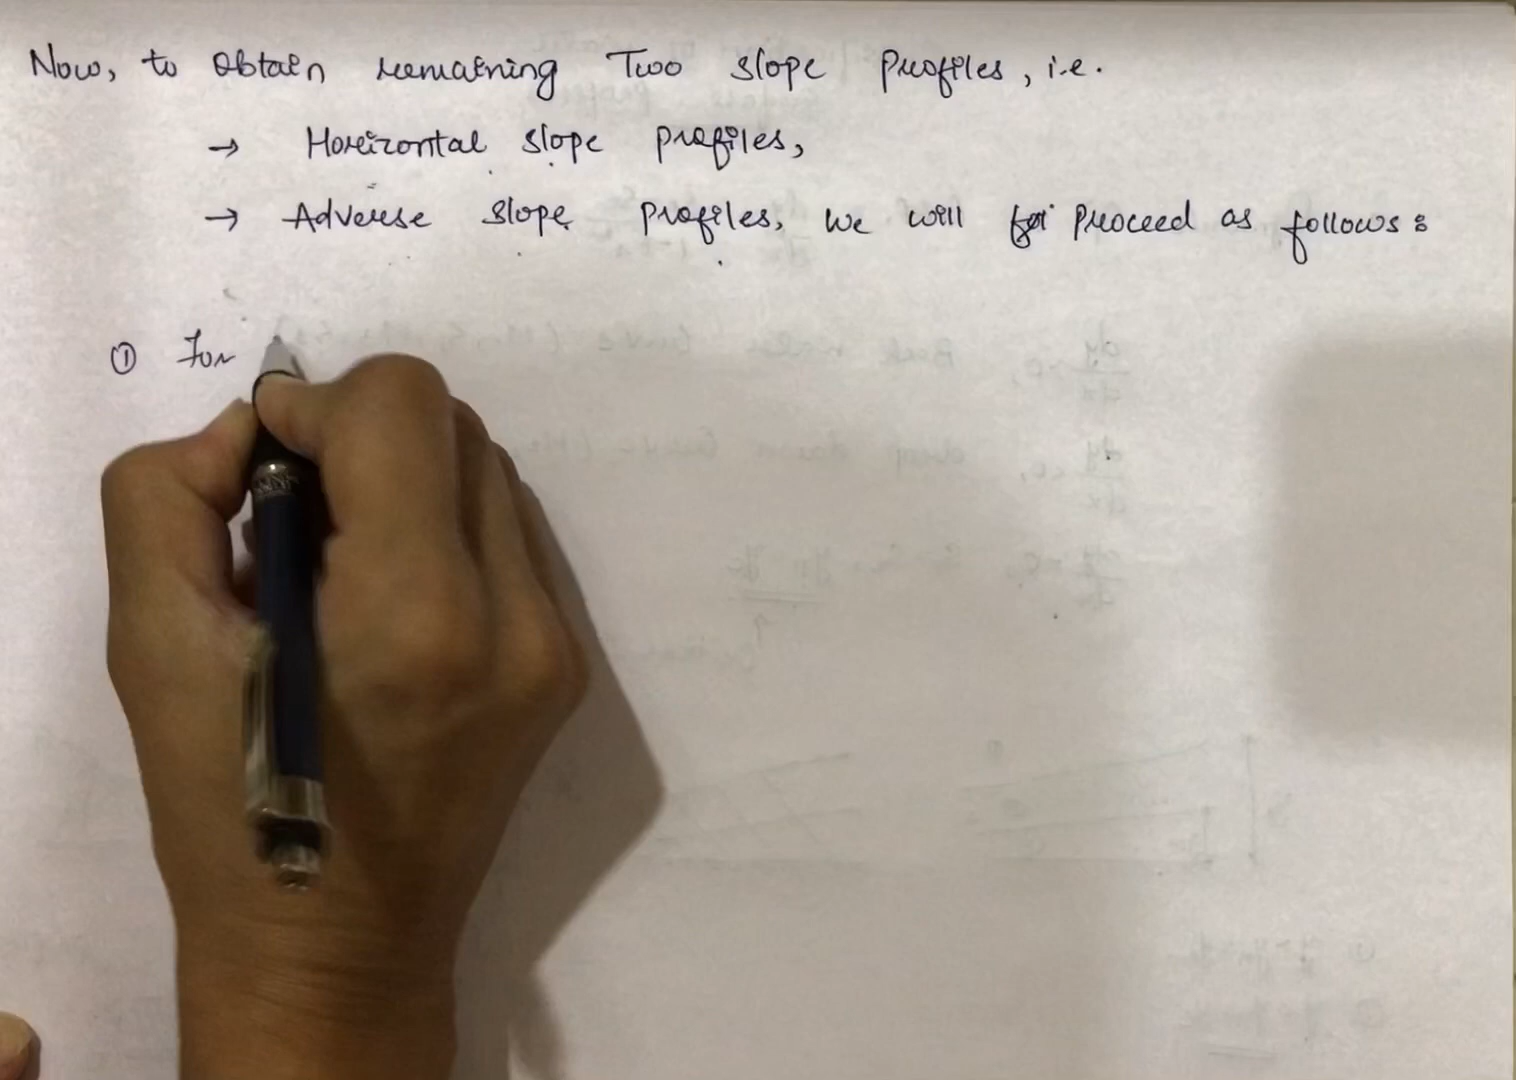 Now, to obtain remaining Two slope profiles, i.e.
→ Horizontal slope profiles,
→ Adverse slope profiles, we will proceed as follows :
① For